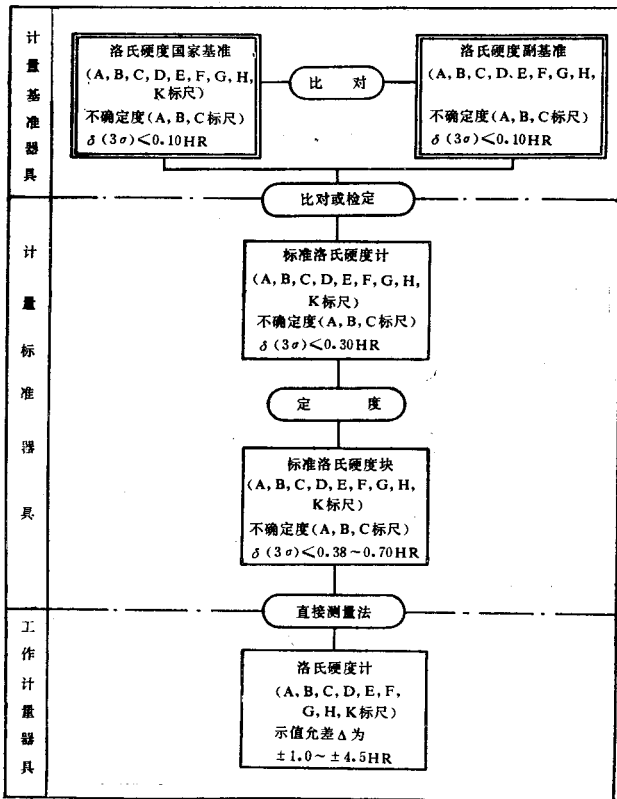 计量基准器具
洛氏硬度国家基准
(A, B, C, D, E, F, G, H,
K标尺)
不确定度(A, B, C标尺)
δ(3σ)≤0.10HR
比 对
洛氏硬度副基准
(A, B, C, D、E, F, G, H,
不确定度(A, B, C标尺)
δ(3σ)≤0.10HR
比对或检定
计量标准器具
标准洛氏硬度计
(A, B, C, D, E, F, G, H,
K标尺)
不确定度(A, B, C标尺)
δ(3σ)≤0.30HR
定 度
标准洛氏硬度块
(A, B, C, D, E, F, G, H,
K标尺)
不确定度(A, B, C标尺)
δ(3σ)≤0.38~0.70HR
直接测量法
工作计量器具
洛氏硬度计
(A, B, C, D, E, F,
G, H, K标尺)
示值允差Δ为
±1.0~±4.5HR